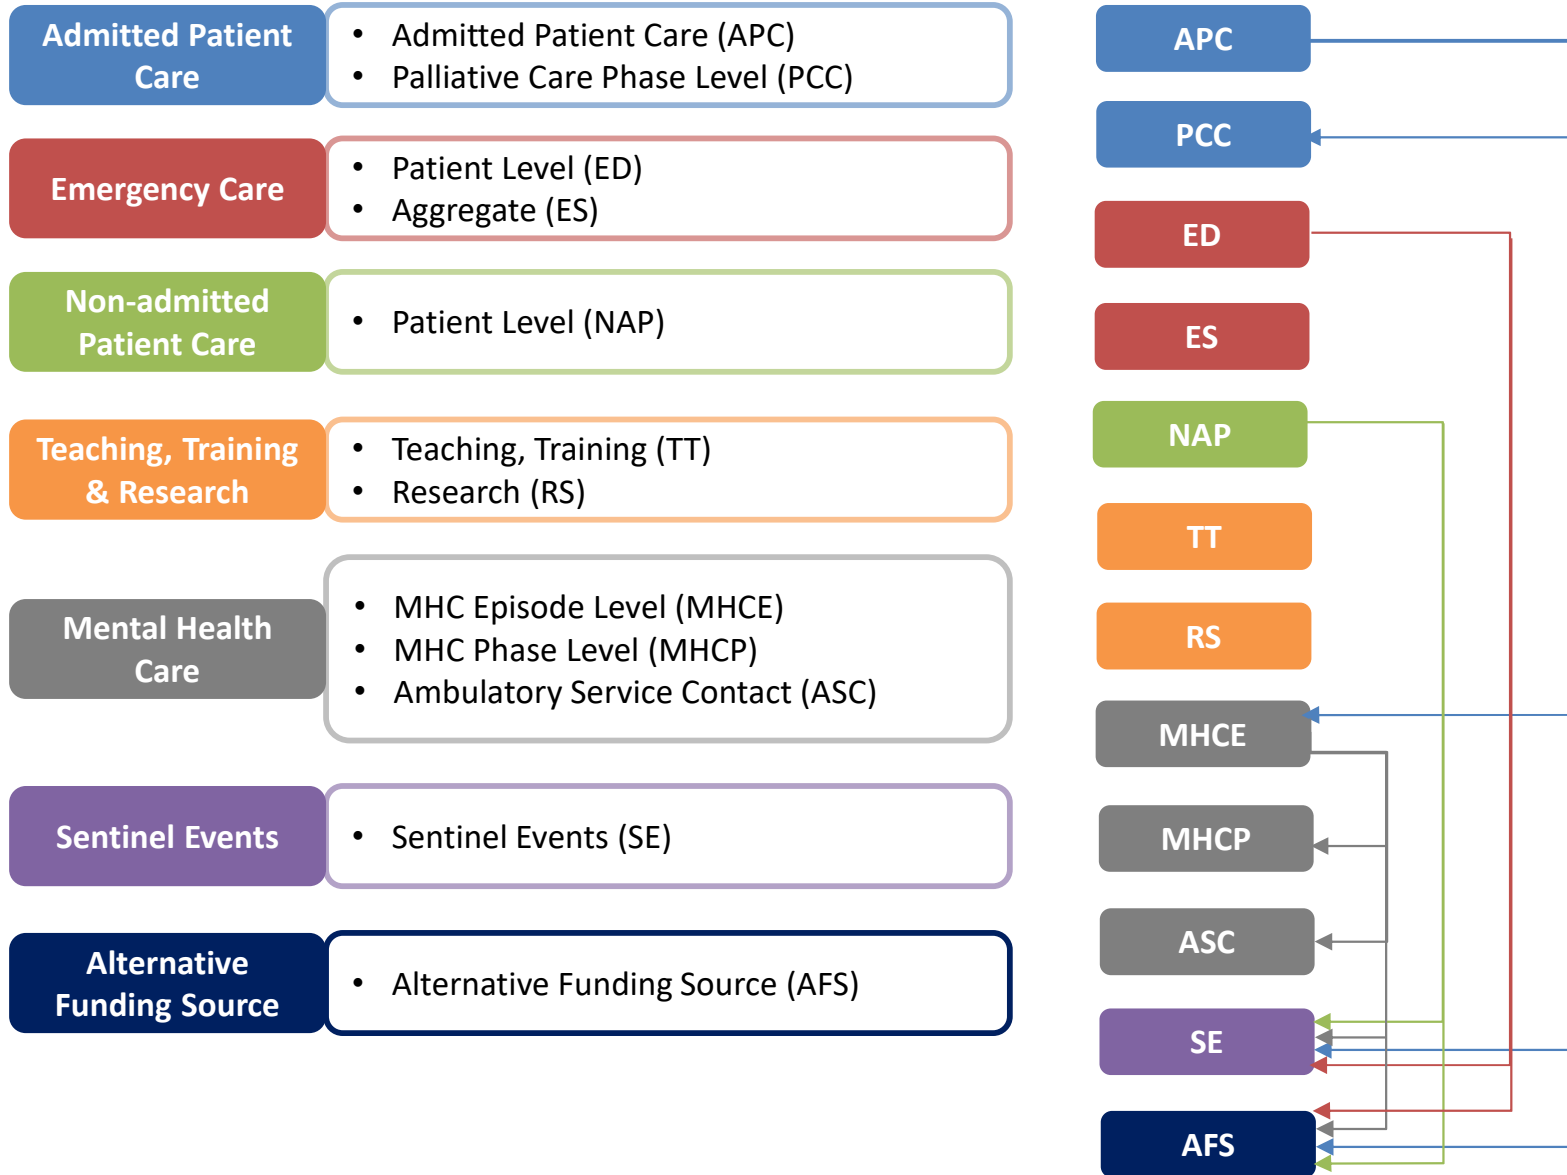 Admitted Patient
Care
• Admitted Patient Care (APC)
• Palliative Care Phase Level (PCC)
Emergency Care
• Patient Level (ED)
• Aggregate (ES)
Non-admitted
Patient Care
• Patient Level (NAP)
Teaching, Training
& Research
• Teaching, Training (TT)
• Research (RS)
Mental Health
Care
• MHC Episode Level (MHCE)
• MHC Phase Level (MHCP)
• Ambulatory Service Contact (ASC)
Sentinel Events
• Sentinel Events (SE)
Alternative
Funding Source
• Alternative Funding Source (AFS)
APC
PCC
ED
ES
NAP
TT
RS
MHCE
MHCP
ASC
SE
AFS